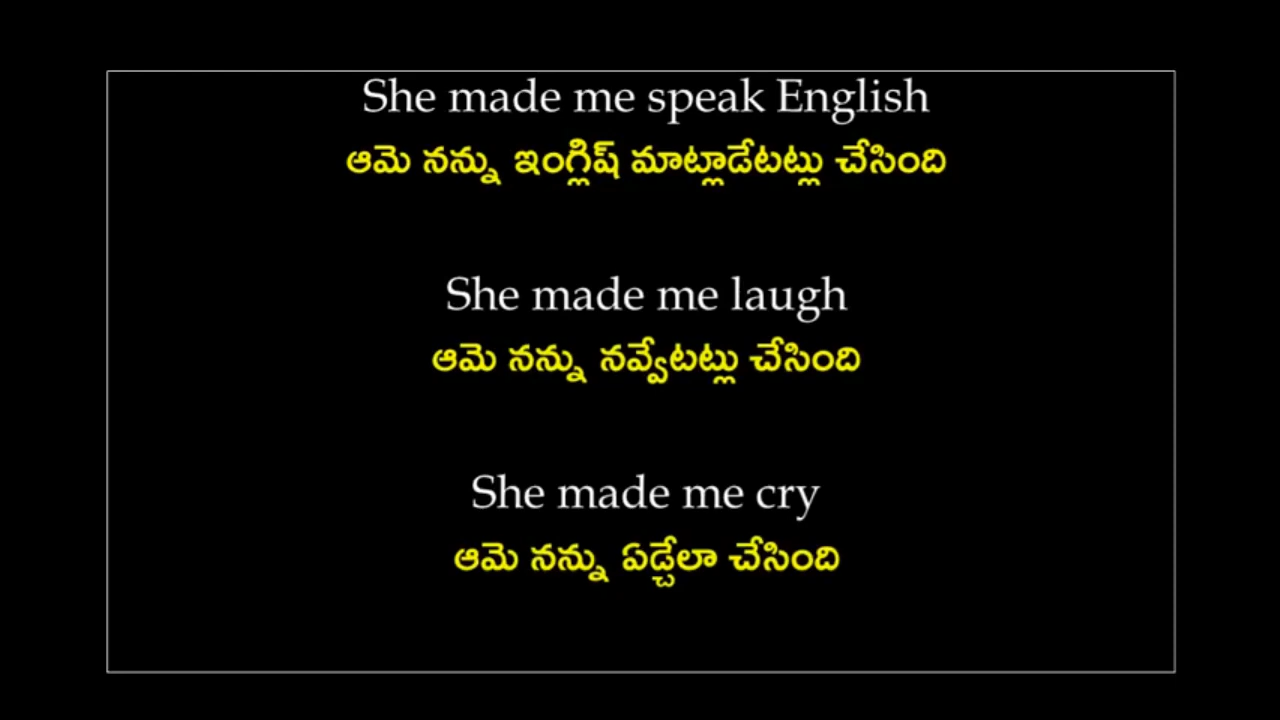 She made me speak English
ఆమె నన్ను ఇంగ్లిష్ మాట్లాడేటట్లు చేసింది
She made me laugh
ఆమె నన్ను నవ్వేటట్లు చేసింది
She made me cry
ఆమె నన్ను ఏడ్చేలా చేసింది